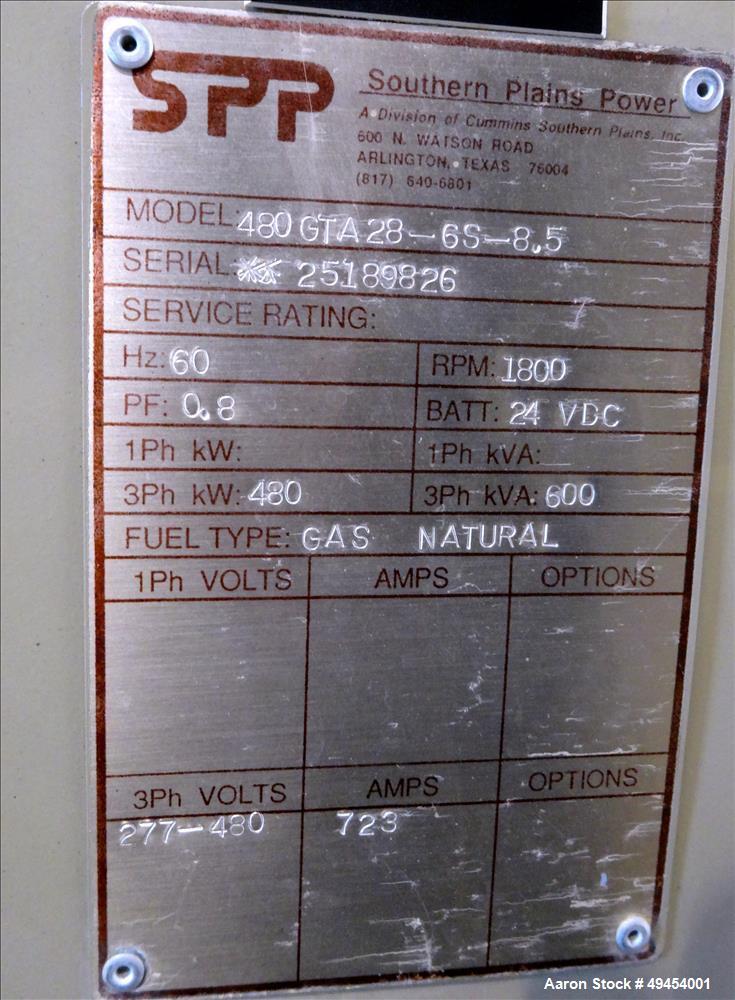 SPP
Southern Plains Power
A Division of Cummins Southern Plains, Inc.
600 N. WATSON ROAD
ARLINGTON, TEXAS 76004
(817) 640-6801
MODEL: 480 GTA 28-6S-8.5
SERIAL 25189826
SERVICE RATING:
Hz: 60 RPM: 1800
PF: 0.8 BATT: 24 VDC
1Ph kW: 1Ph kVA:
3Ph kW: 480 3Ph kVA: 600
FUEL TYPE: GAS NATURAL
1Ph VOLTS AMPS OPTIONS
3Ph VOLTS AMPS OPTIONS
277-480 723
Aaron Stock # 49454001